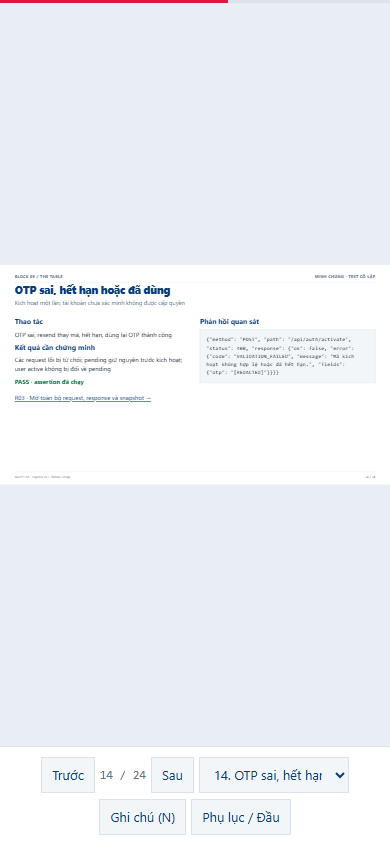 BLOCK 09 / THE TABLE
MINH CHỨNG · TEST CÔ LẬP
OTP sai, hết hạn hoặc đã dùng
Kích hoạt một lần; tài khoản chưa xác minh không được cấp quyền
Thao tác
OTP sai, resend thay mã, hết hạn, dùng lại OTP thành công
Kết quả cần chứng minh
Các request lỗi bị từ chối; pending giữ nguyên trước kích hoạt;
user active không bị đổi về pending
PASS · assertion đã chạy
R03 · Mở toàn bộ request, response và snapshot →
Phản hồi quan sát
{"method": "POST", "path": "/api/auth/activate",
"status": 400, "response": {"ok": false, "error":
{"code": "VALIDATION_FAILED", "message": "Mã kích
hoạt không hợp lệ hoặc đã hết hạn.", "fields":
{"otp": "[REDACTED]"}}}}
14 / 24
Trước
14 / 24
Sau
14. OTP sai, hết hạn
Ghi chú (N)
Phụ lục / Đầu